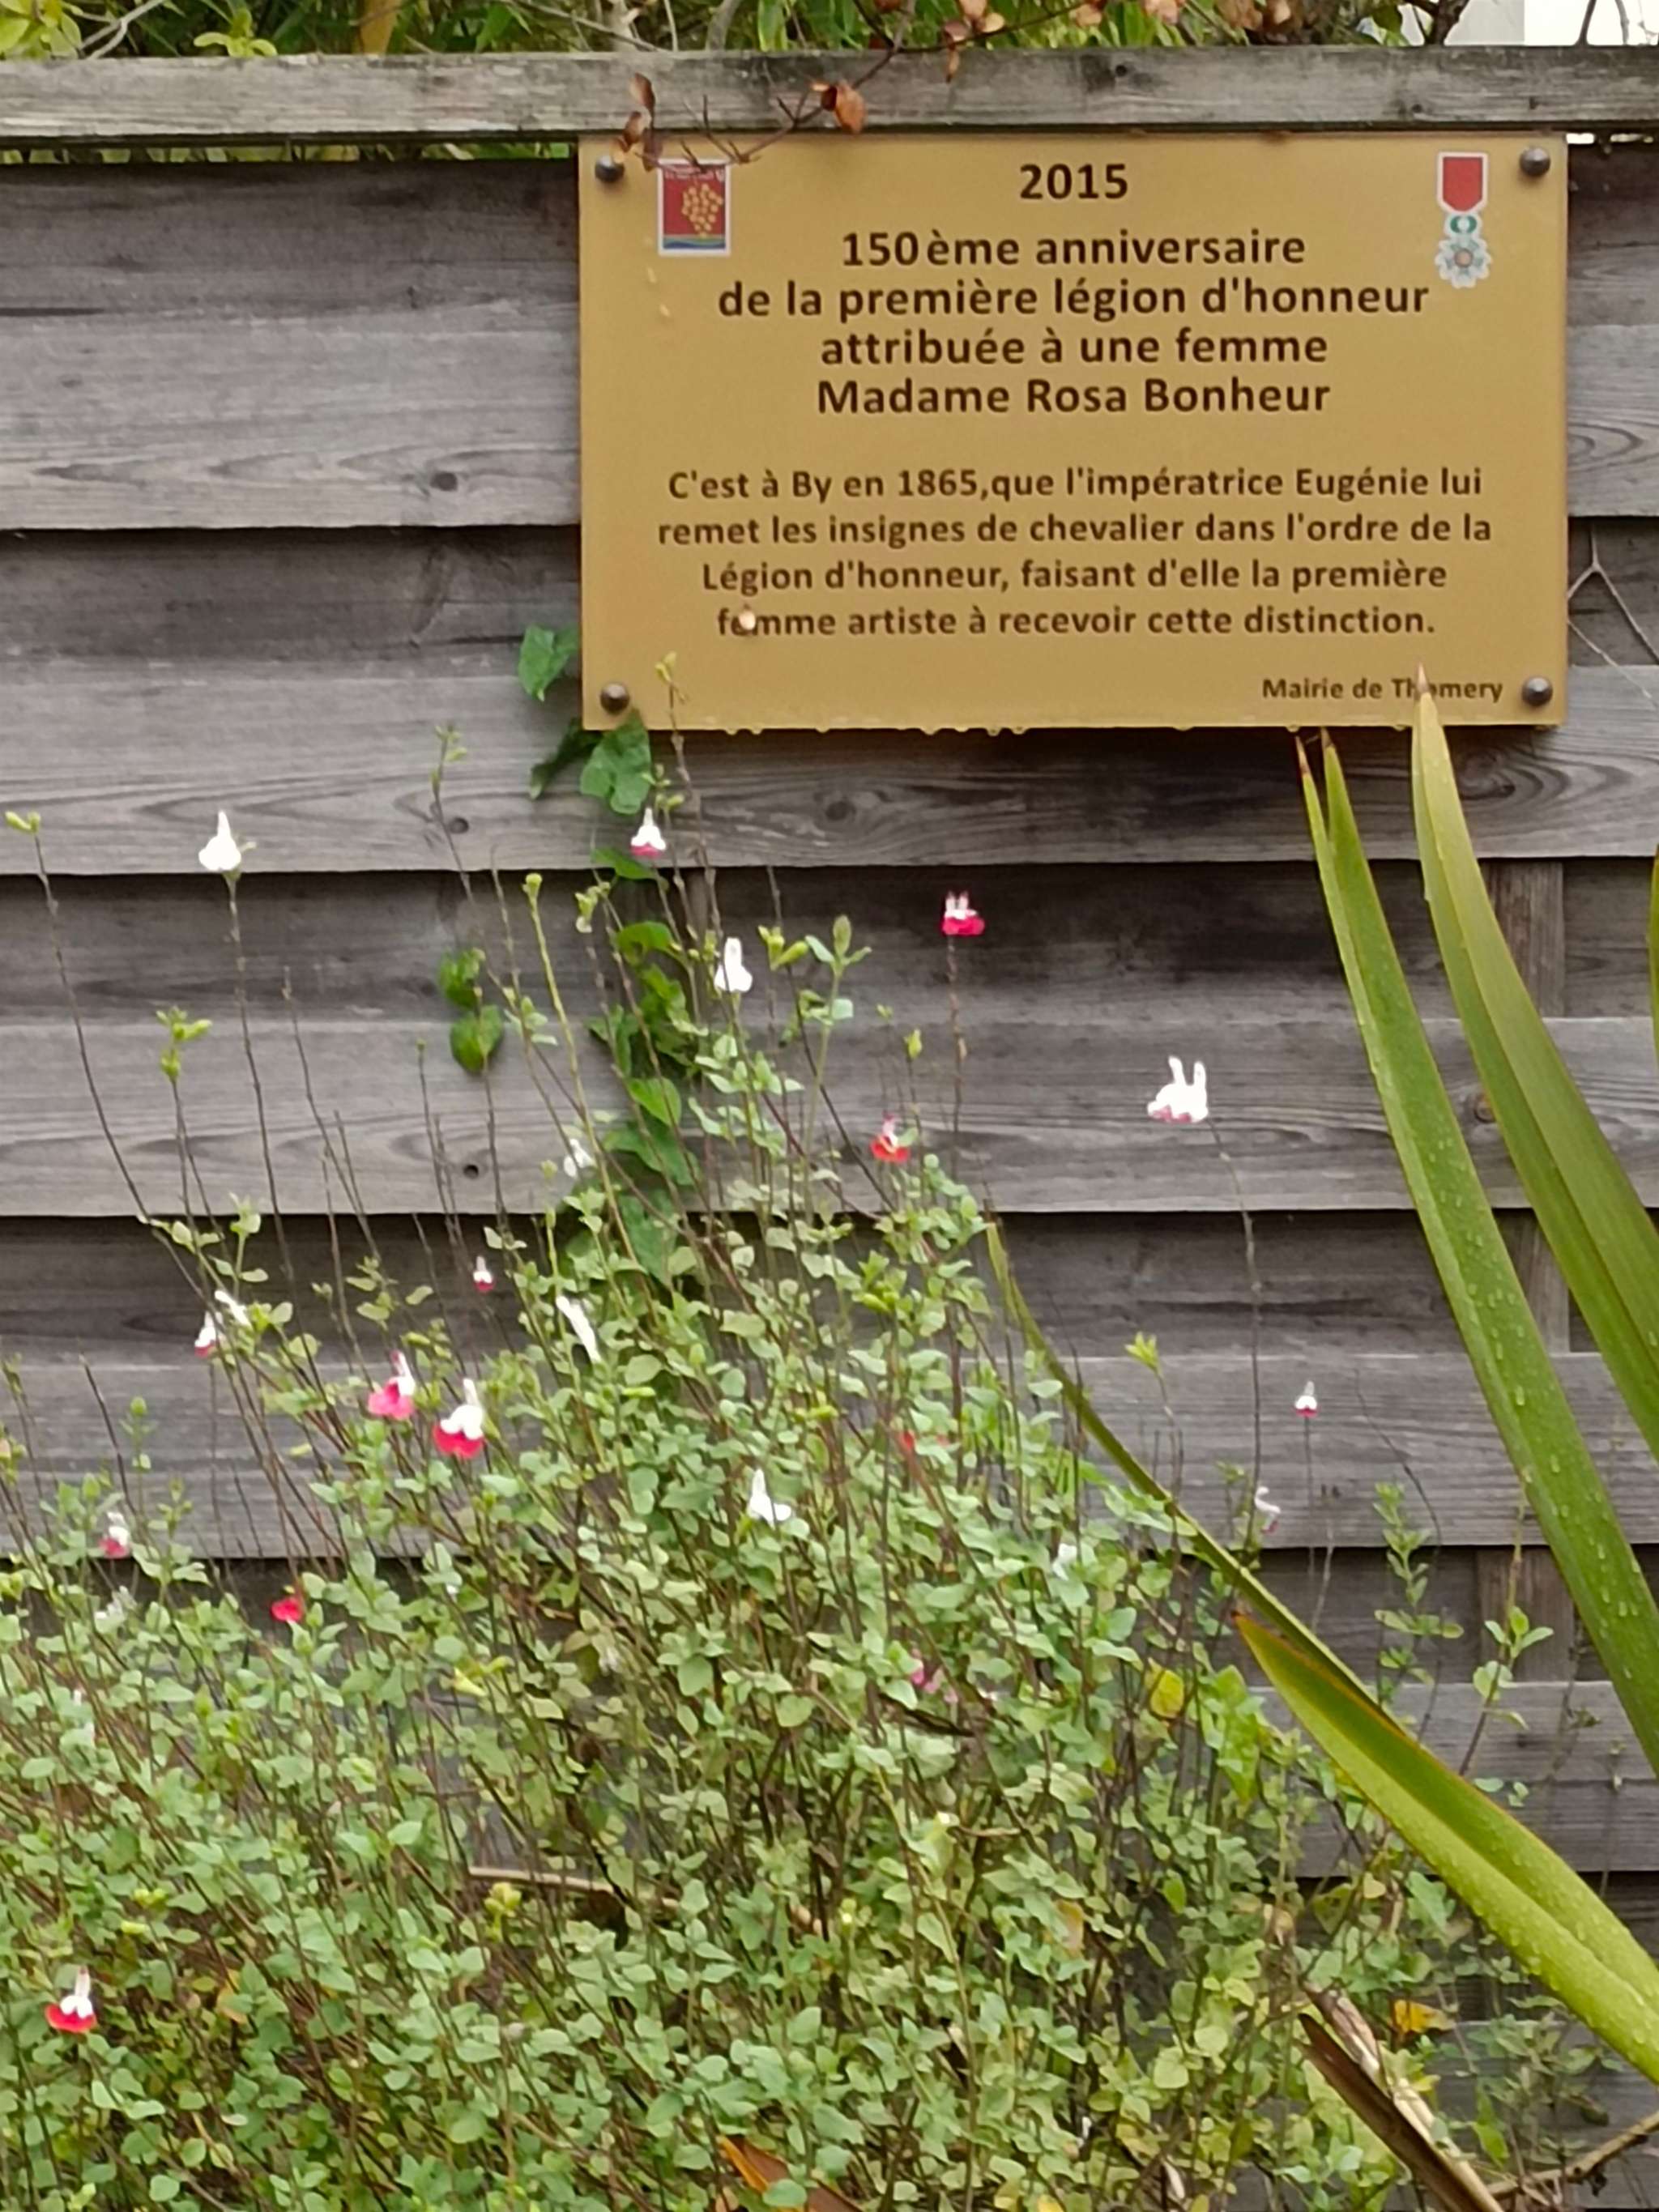 2015
150ème anniversaire
de la première légion d'honneur
attribuée à une femme
Madame Rosa Bonheur
C'est à By en 1865,que l'impératrice Eugénie lui
remet les insignes de chevalier dans l'ordre de la
Légion d'honneur, faisant d'elle la première
femme artiste à recevoir cette distinction.
Mairie de Thomery